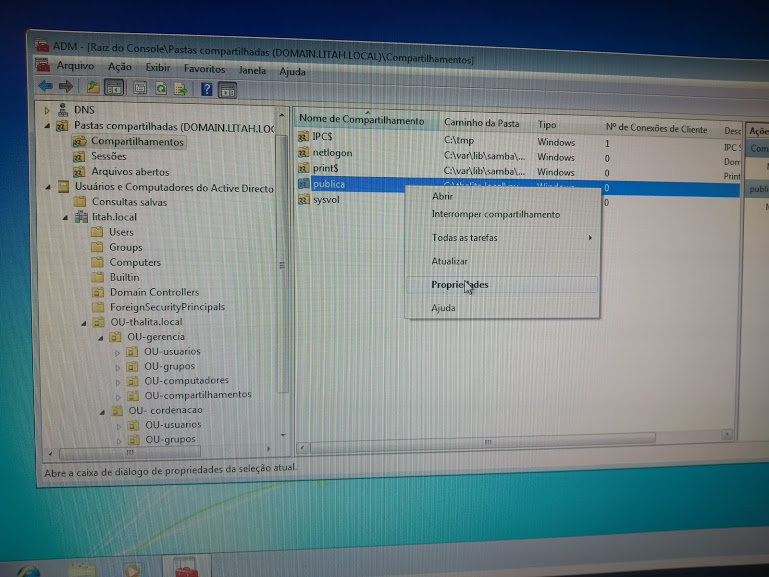 ADM - [Raiz do Console\Pastas compartilhadas (DOMAIN.LITAH.LOCAL)\Compartilhamentos]
Arquivo Ação Exibir Favoritos Janela Ajuda
DNS
Pastas compartilhadas (DOMAIN.LITAH.LOC
Compartilhamentos
Sessões
Arquivos abertos
Usuários e Computadores do Active Directo
Consultas salvas
litah.local
Users
Groups
Computers
Builtin
Domain Controllers
ForeignSecurityPrincipals
OU-thalita.local
OU-gerencia
OU-usuarios
OU-grupos
OU-computadores
OU-compartilhamentos
OU- cordenacao
OU-usuarios
OU-grupos
Nome de Compartilhamento Caminho da Pasta Tipo Nº de Conexões de Cliente Desc
IPC$ C:\tmp Windows 1 IPC
netlogon C:\var\lib\samba\... Windows 0 Dom
print$ C:\var\lib\samba\... Windows 0 Print
publica 0
sysvol 0
Abrir
Interromper compartilhamento
Todas as tarefas
Atualizar
Propriedades
Ajuda
Açõe
Com
publi
Abre a caixa de diálogo de propriedades da seleção atual.